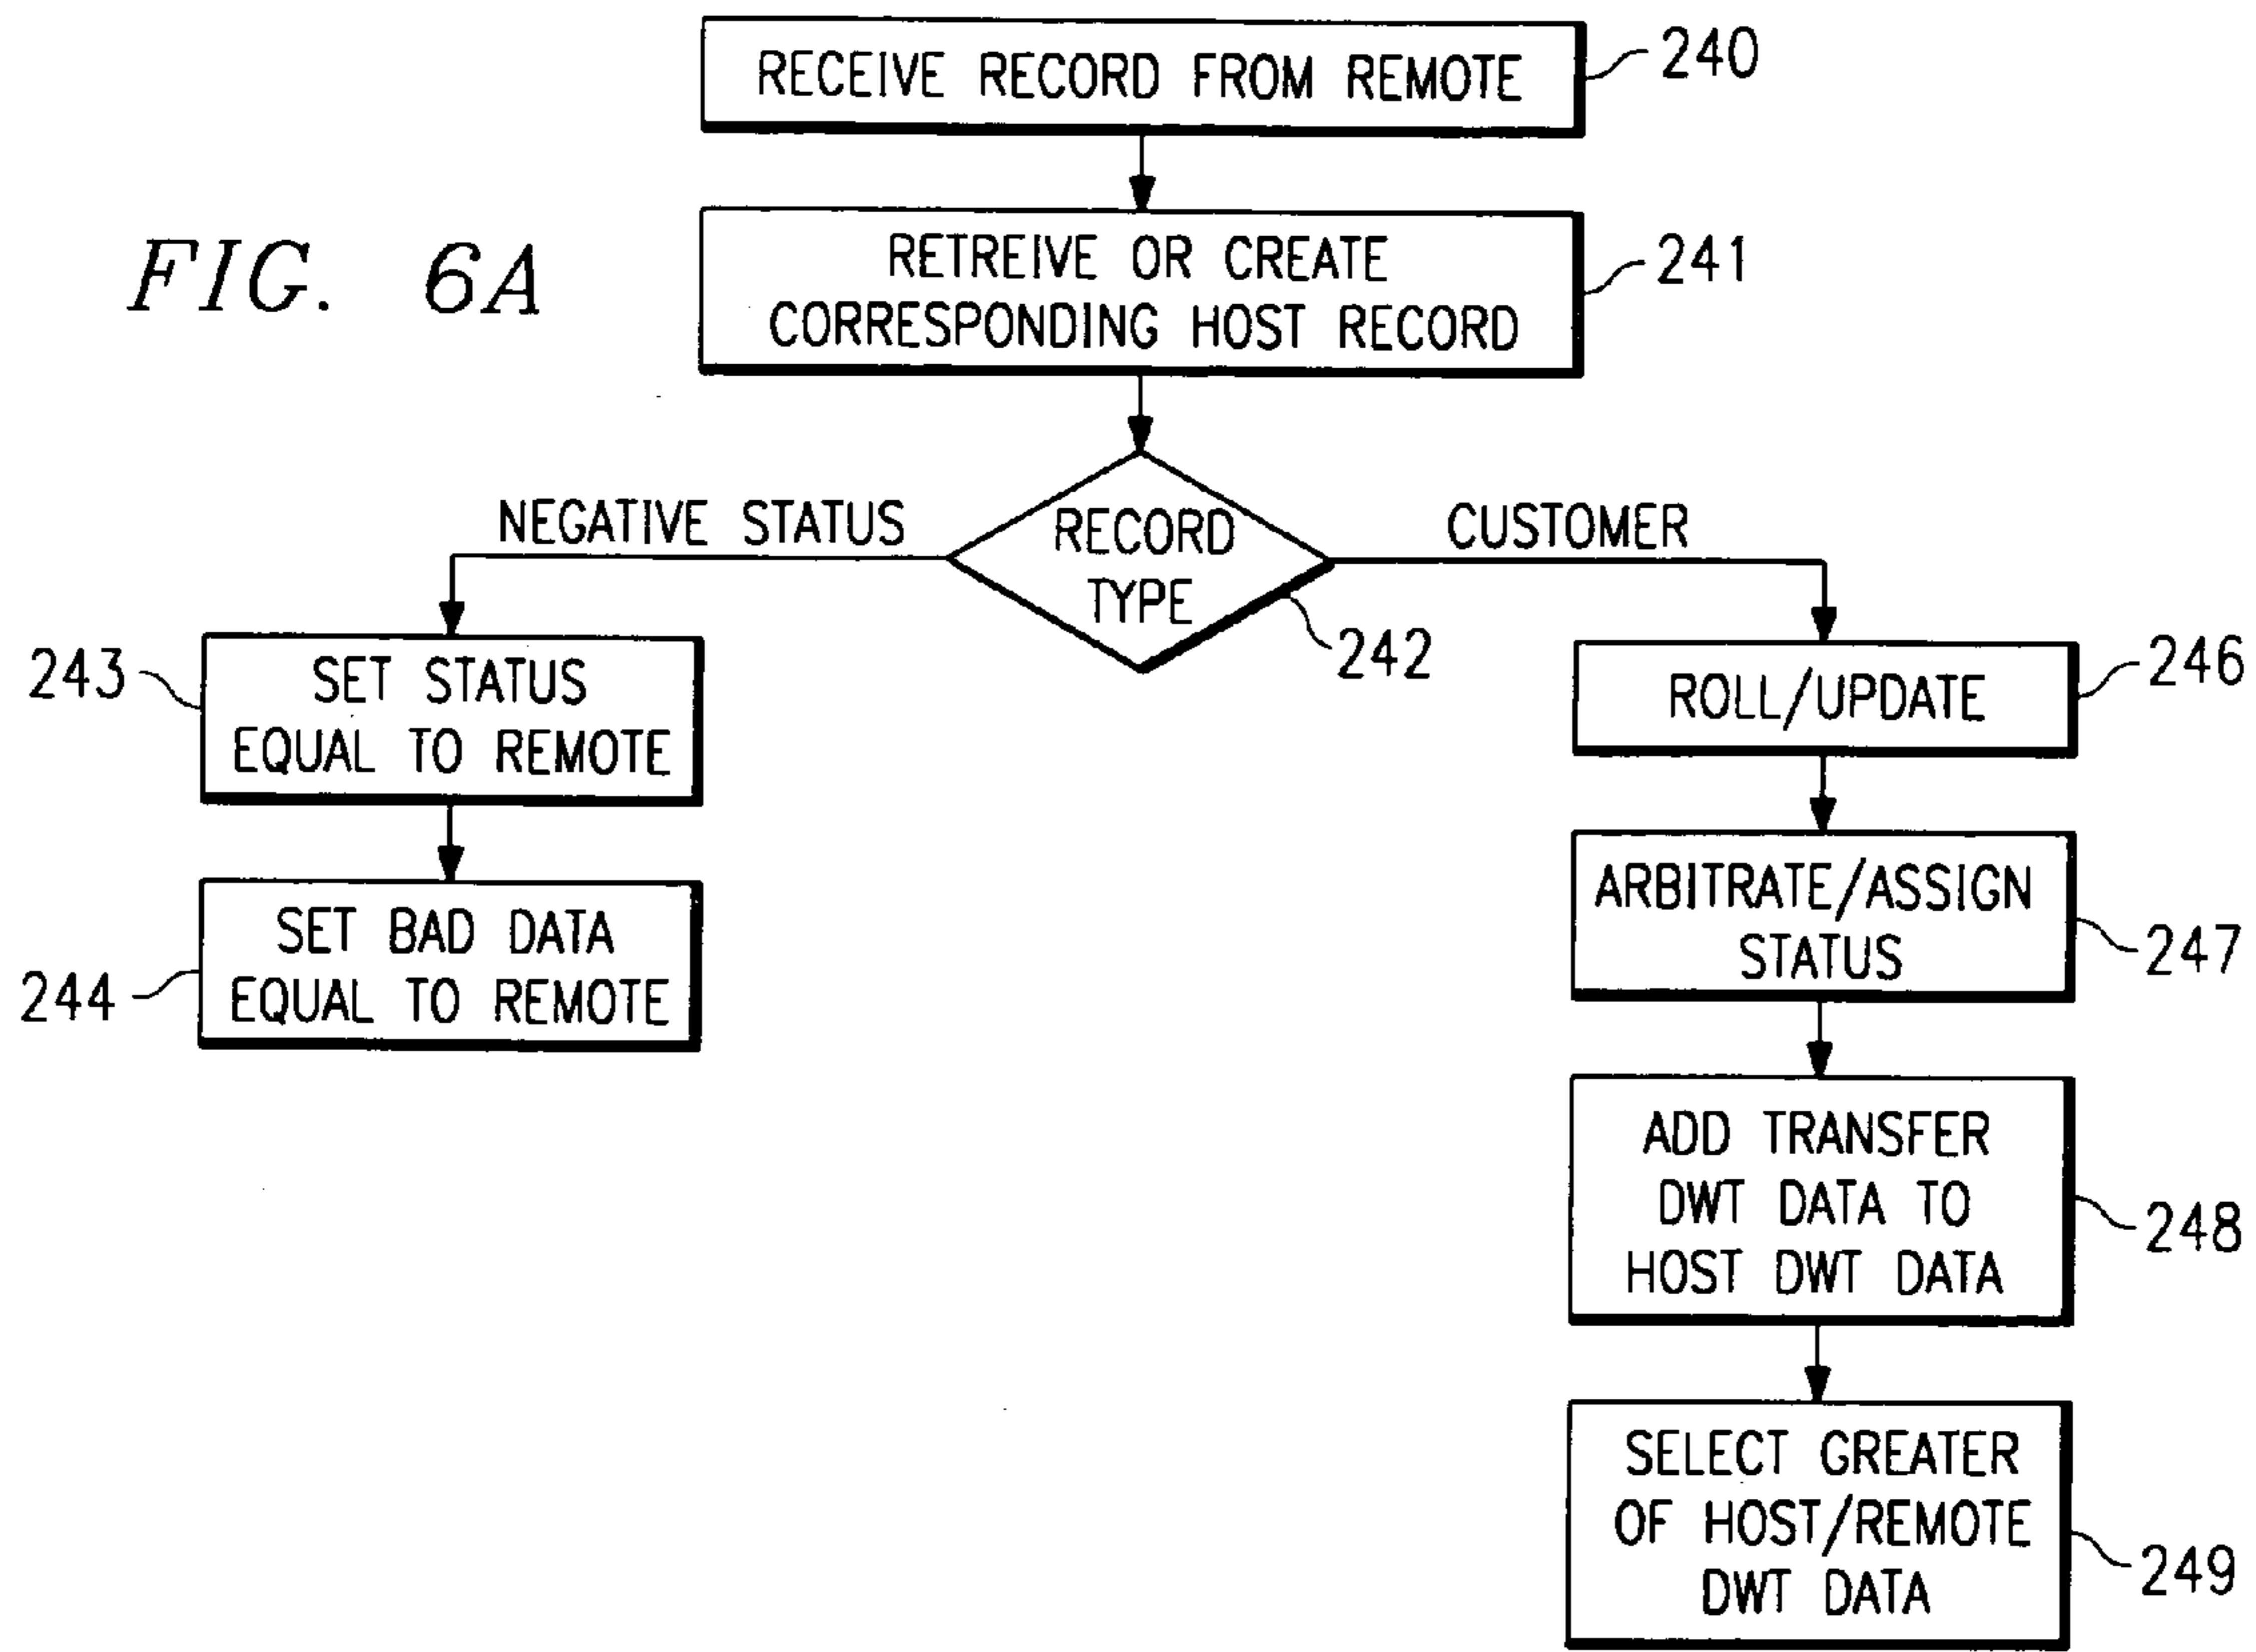 RECEIVE RECORD FROM REMOTE
240
FIG. 6A
RETREIVE OR CREATE
CORRESPONDING HOST RECORD
241
NEGATIVE STATUS
RECORD
TYPE
CUSTOMER
242
243
SET STATUS
EQUAL TO REMOTE
ROLL/UPDATE
246
244
SET BAD DATA
EQUAL TO REMOTE
ARBITRATE/ASSIGN
STATUS
247
ADD TRANSFER
DWT DATA TO
HOST DWT DATA
248
SELECT GREATER
OF HOST/REMOTE
DWT DATA
249